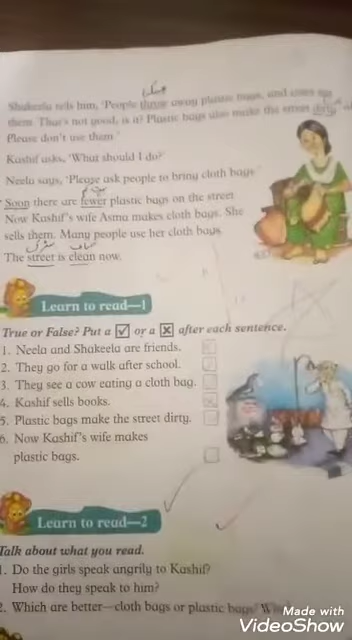 Shakeela tells him, 'People throw away plastic bags, and cows eat
them. That's not good, is it? Plastic bags also make the street dirty.
Please don't use them.'
Kashif asks, 'What should I do?'
Neela says, 'Please ask people to bring cloth bags.'
Soon there are fewer plastic bags on the street.
Now Kashif's wife Asma makes cloth bags. She
sells them. Many people use her cloth bags.
صاف
The street is clean now.
Learn to read—1
True or False? Put a ☑ or a ☒ after each sentence.
1. Neela and Shakeela are friends.
2. They go for a walk after school.
3. They see a cow eating a cloth bag.
4. Kashif sells books.
5. Plastic bags make the street dirty.
6. Now Kashif's wife makes
plastic bags.
Learn to read—2
Talk about what you read.
1. Do the girls speak angrily to Kashif?
How do they speak to him?
2. Which are better—cloth bags or plastic bags?
Made with
VideoShow